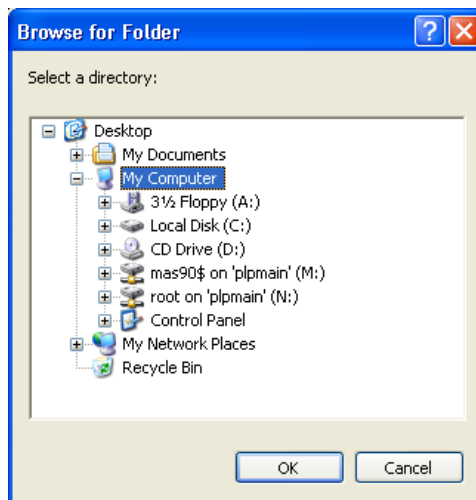 Browse for Folder
Select a directory:
Desktop
My Documents
My Computer
3½ Floppy (A:)
Local Disk (C:)
CD Drive (D:)
mas90$ on 'plpmain' (M:)
root on 'plpmain' (N:)
Control Panel
My Network Places
Recycle Bin
OK Cancel